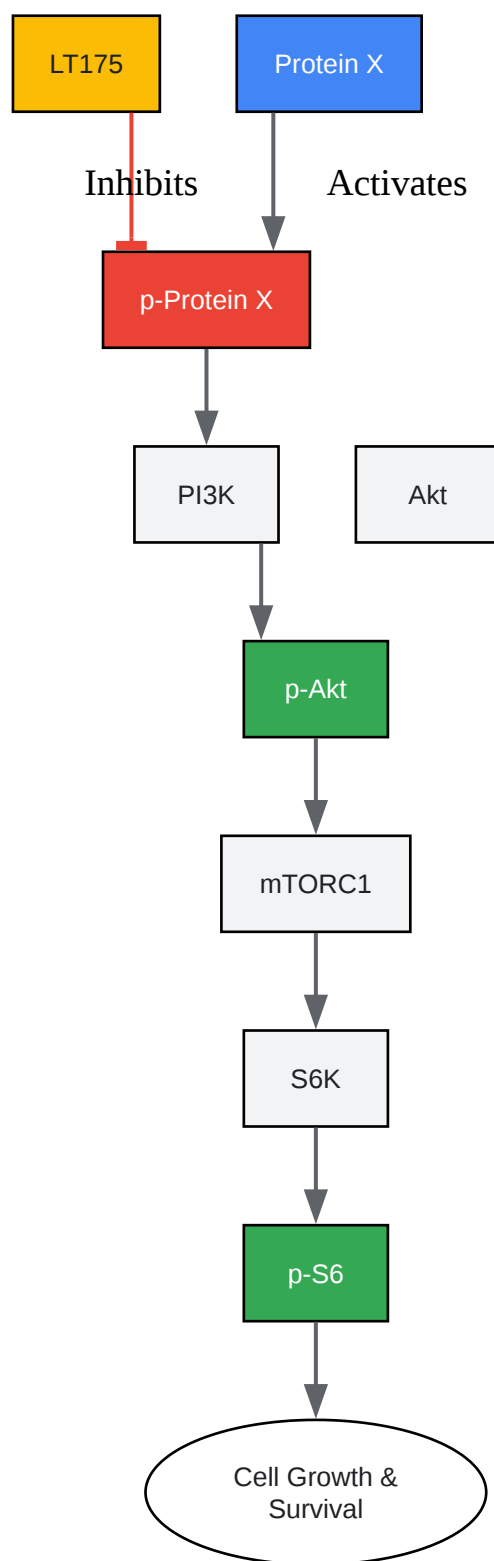 LT175
Protein X
Inhibits
Activates
p-Protein X
PI3K
Akt
p-Akt
mTORC1
S6K
p-S6
Cell Growth &
Survival